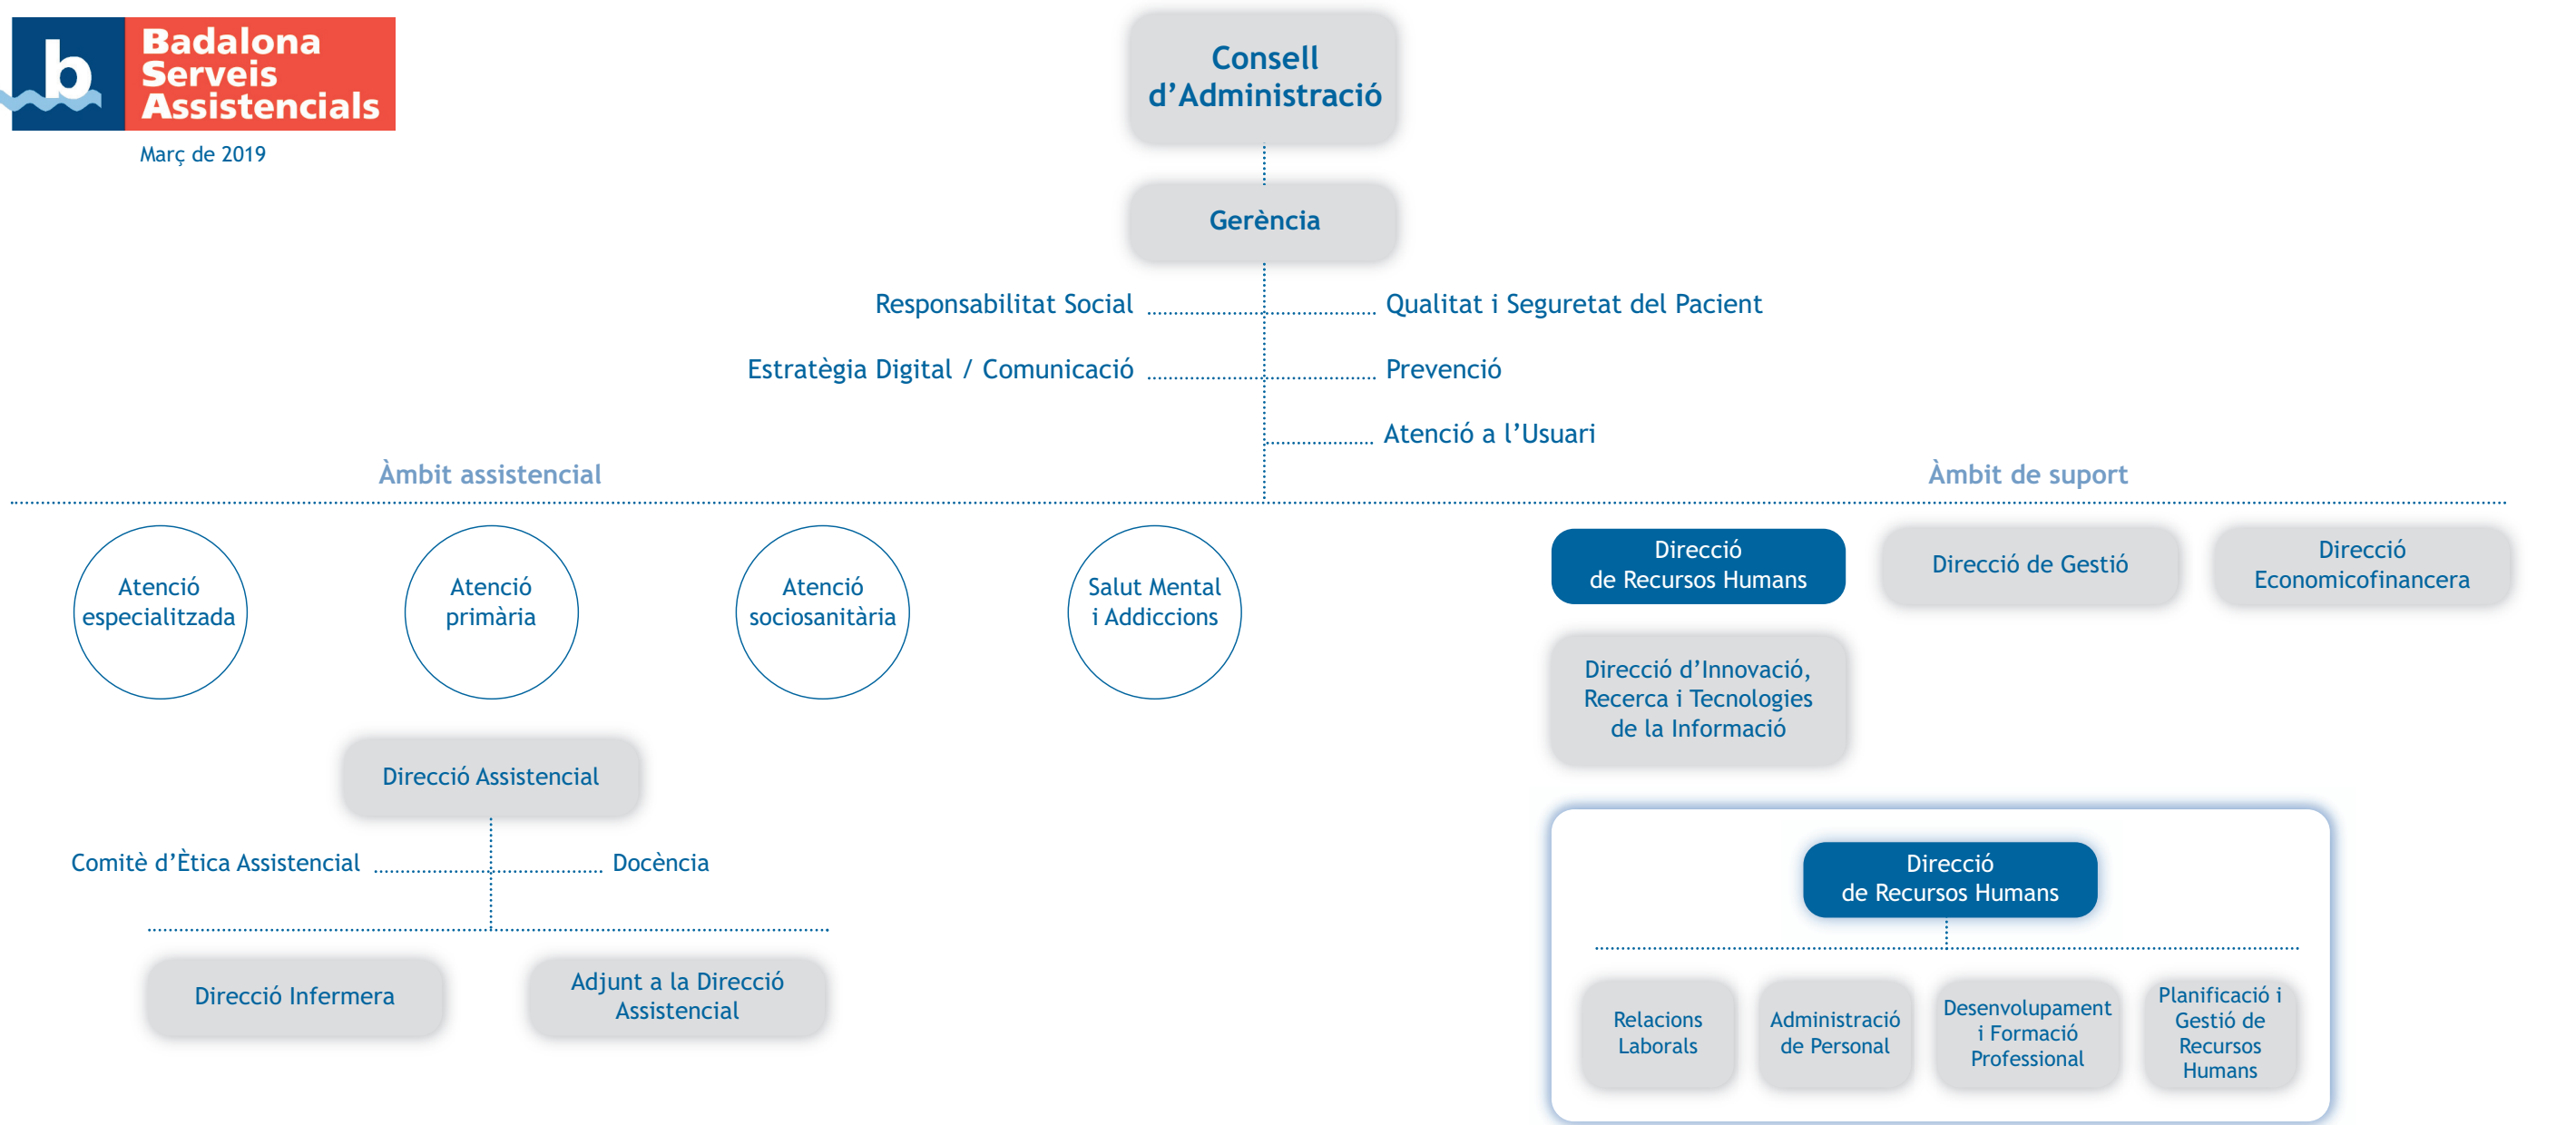 b
Badalona
Serveis
Assistencials
Març de 2019
Consell
d’Administració
Gerència
Responsabilitat Social
Qualitat i Seguretat del Pacient
Estratègia Digital / Comunicació
Prevenció
Atenció a l’Usuari
Àmbit assistencial
Àmbit de suport
Atenció
especialitzada
Atenció
primària
Atenció
sociosanitària
Salut Mental
i Addiccions
Direcció
de Recursos Humans
Direcció de Gestió
Direcció
Economicofinancera
Direcció d’Innovació,
Recerca i Tecnologies
de la Informació
Direcció Assistencial
Comitè d’Ètica Assistencial
Docència
Direcció Infermera
Adjunt a la Direcció
Assistencial
Direcció
de Recursos Humans
Relacions
Laborals
Administració
de Personal
Desenvolupament
i Formació
Professional
Planificació i
Gestió de
Recursos
Humans